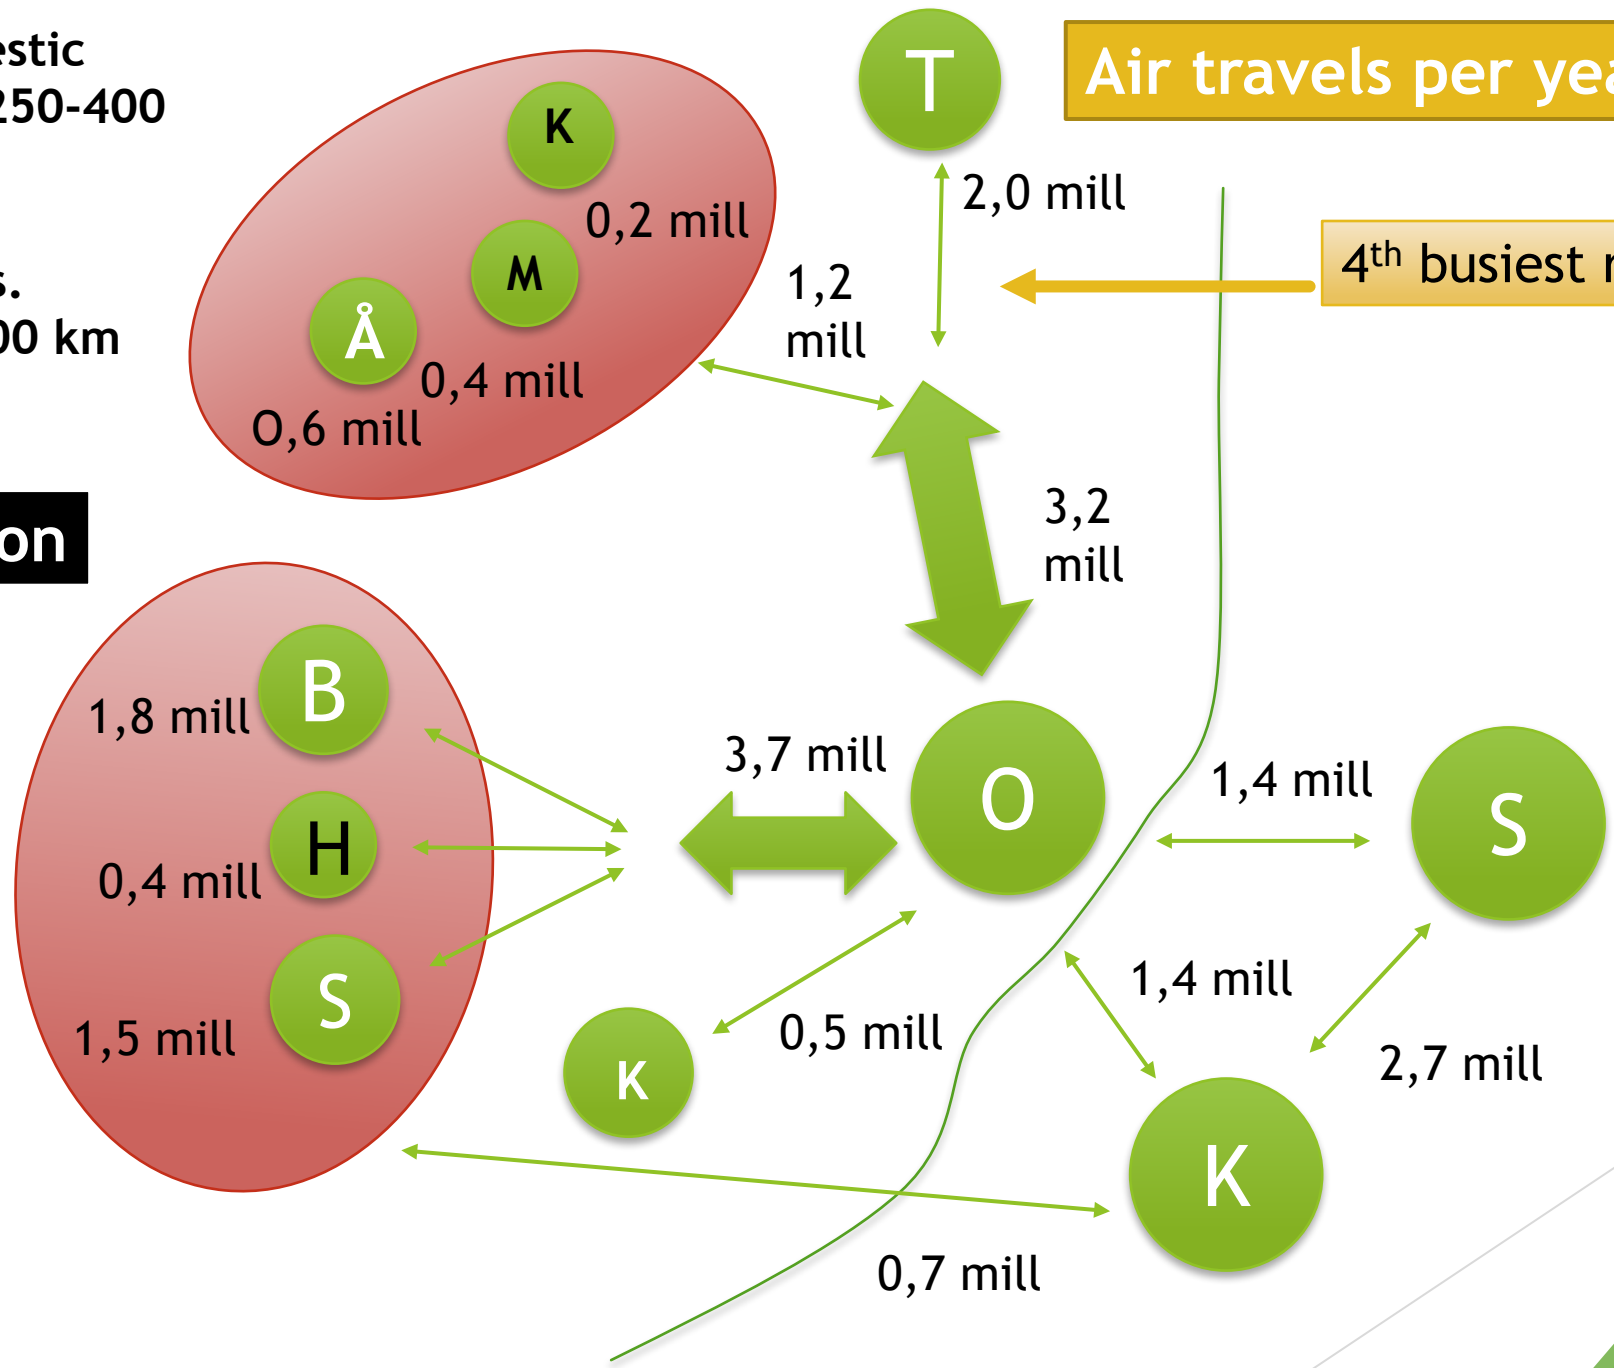 estic
250-400
s.
00 km
on
T
Air travels per yea
K
2,0 mill
0,2 mill
4th busiest r
M
1,2
mill
Å
0,4 mill
O,6 mill
3,2
mill
B
1,8 mill
3,7 mill
O
1,4 mill
S
H
0,4 mill
S
1,5 mill
1,4 mill
0,5 mill
K
2,7 mill
K
0,7 mill